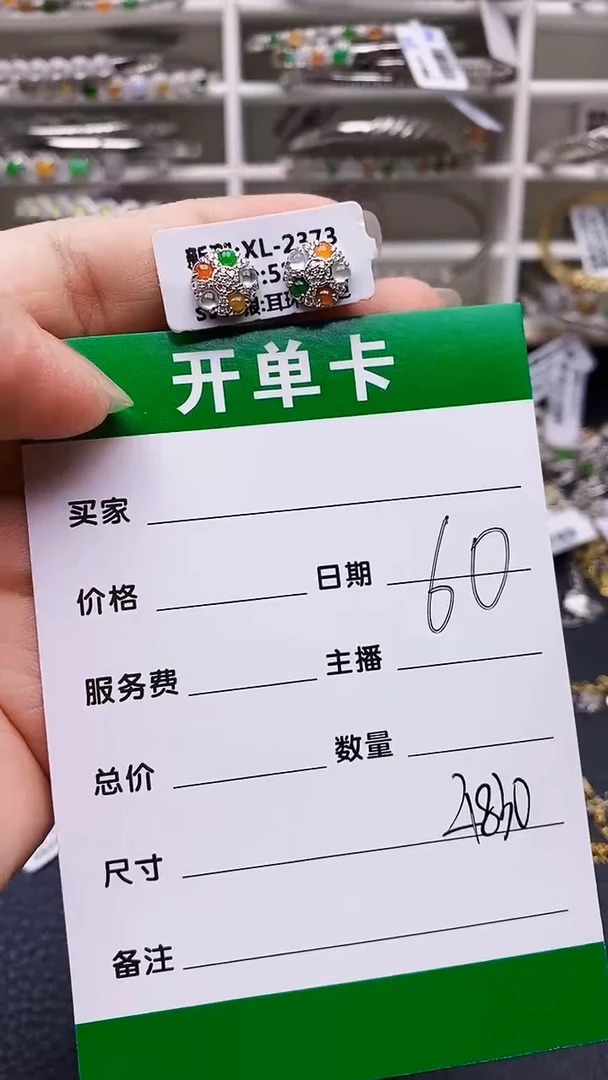 XL-2373
开单卡
买家
价格 日期 60
服务费 主播
总价 数量
4830
尺寸
备注